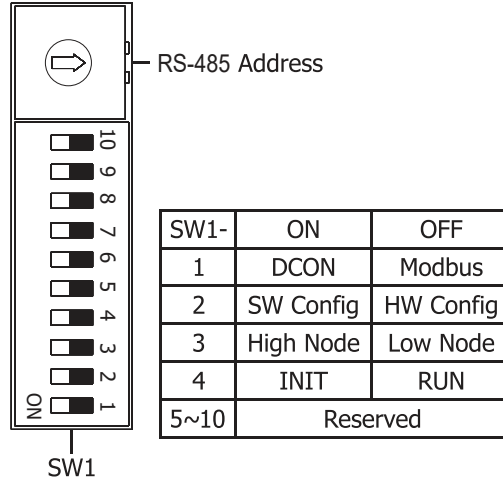 RS-485 Address
10
9
8
7
6
5
4
3
2
1
ON
SW1
SW1- ON OFF
1 DCON Modbus
2 SW Config HW Config
3 High Node Low Node
4 INIT RUN
5~10 Reserved